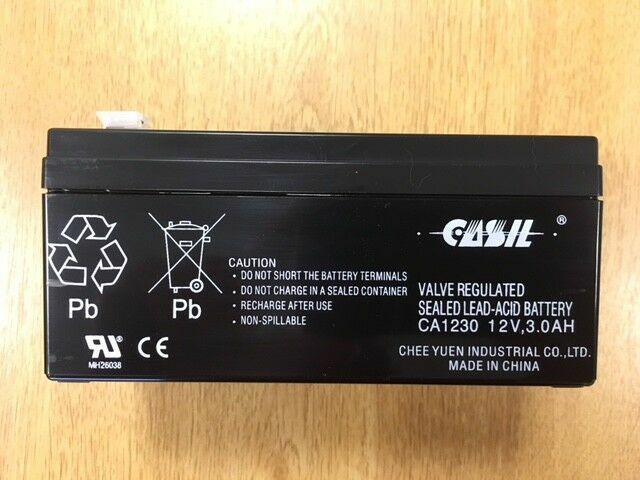 CASIL ®
VALVE REGULATED
SEALED LEAD-ACID BATTERY
CA1230 12V,3.0AH
CHEE YUEN INDUSTRIAL CO.,LTD.
MADE IN CHINA
CAUTION
• DO NOT SHORT THE BATTERY TERMINALS
• DO NOT CHARGE IN A SEALED CONTAINER
• RECHARGE AFTER USE
• NON-SPILLABLE
Pb
Pb
RU ®
CE
MH26038